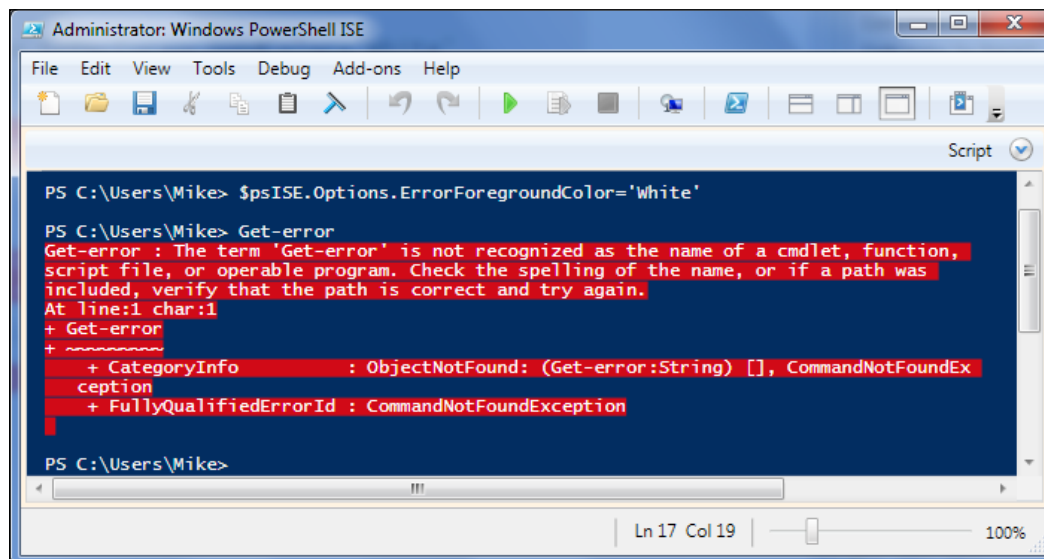 Administrator: Windows PowerShell ISE
File Edit View Tools Debug Add-ons Help
Script
PS C:\Users\Mike> $psISE.Options.ErrorForegroundColor='White'
PS C:\Users\Mike> Get-error
Get-error : The term 'Get-error' is not recognized as the name of a cmdlet, function,
script file, or operable program. Check the spelling of the name, or if a path was
included, verify that the path is correct and try again.
At line:1 char:1
+ Get-error
+ ~~~~~~~~~
    + CategoryInfo          : ObjectNotFound: (Get-error:String) [], CommandNotFoundEx
   ception
    + FullyQualifiedErrorId : CommandNotFoundException
PS C:\Users\Mike>
Ln 17 Col 19 100%